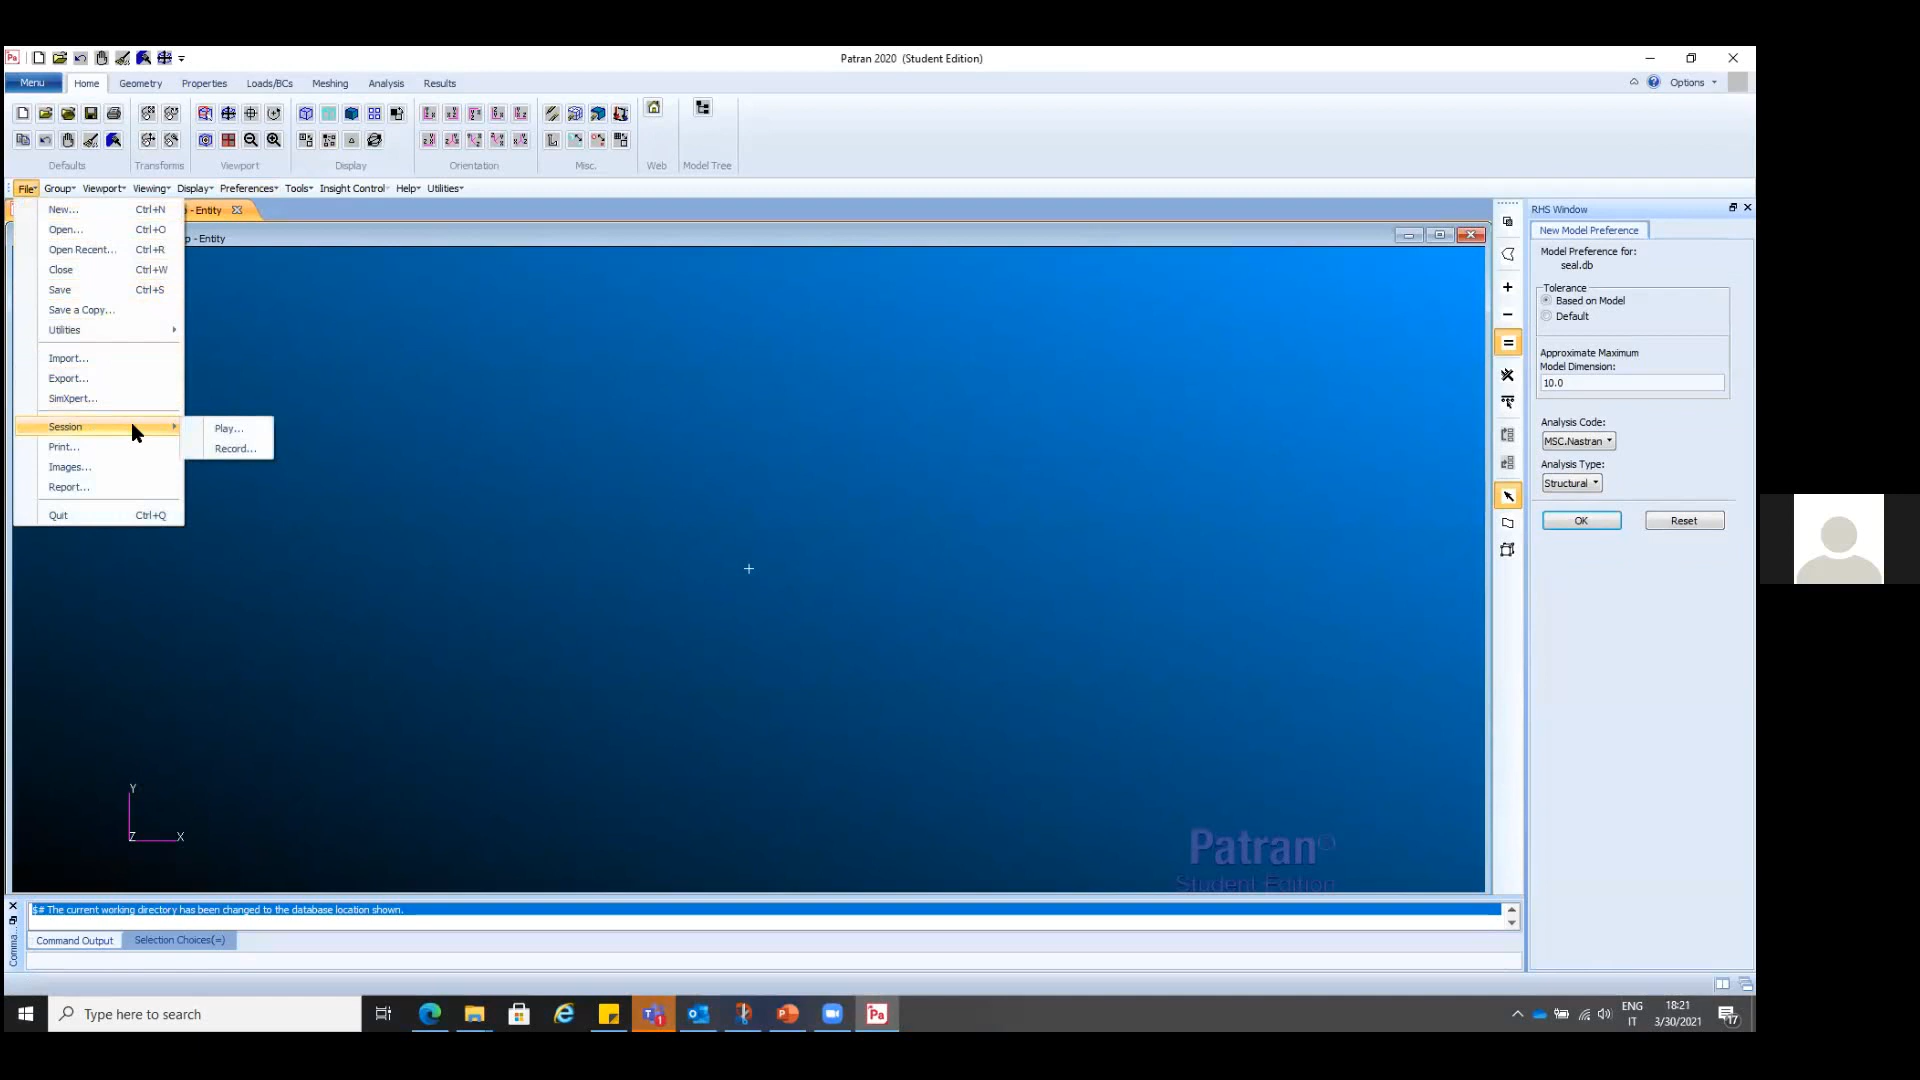 Pa
Patran 2020 (Student Edition)
Menu Home Geometry Properties Loads/BCs Meshing Analysis Results
Options
Defaults Transforms Viewport Display Orientation Misc. Web Model Tree
File Group Viewport Viewing Display Preferences Tools Insight Control Help Utilities
- Entity
p - Entity
New... Ctrl+N
Open... Ctrl+O
Open Recent... Ctrl+R
Close Ctrl+W
Save Ctrl+S
Save a Copy...
Utilities
Import...
Export...
SimXpert...
Session
Print...
Images...
Report...
Quit Ctrl+Q
Play...
Record...
RHS Window
New Model Preference
Model Preference for:
seal.db
Tolerance
Based on Model
Default
Approximate Maximum
Model Dimension:
10.0
Analysis Code:
MSC.Nastran
Analysis Type:
Structural
OK Reset
Y
Z X
Patran
Student Edition
$# The current working directory has been changed to the database location shown.
Command Output Selection Choices(=)
Comma...
Type here to search
Pa
ENG
IT
18:21
3/30/2021
17